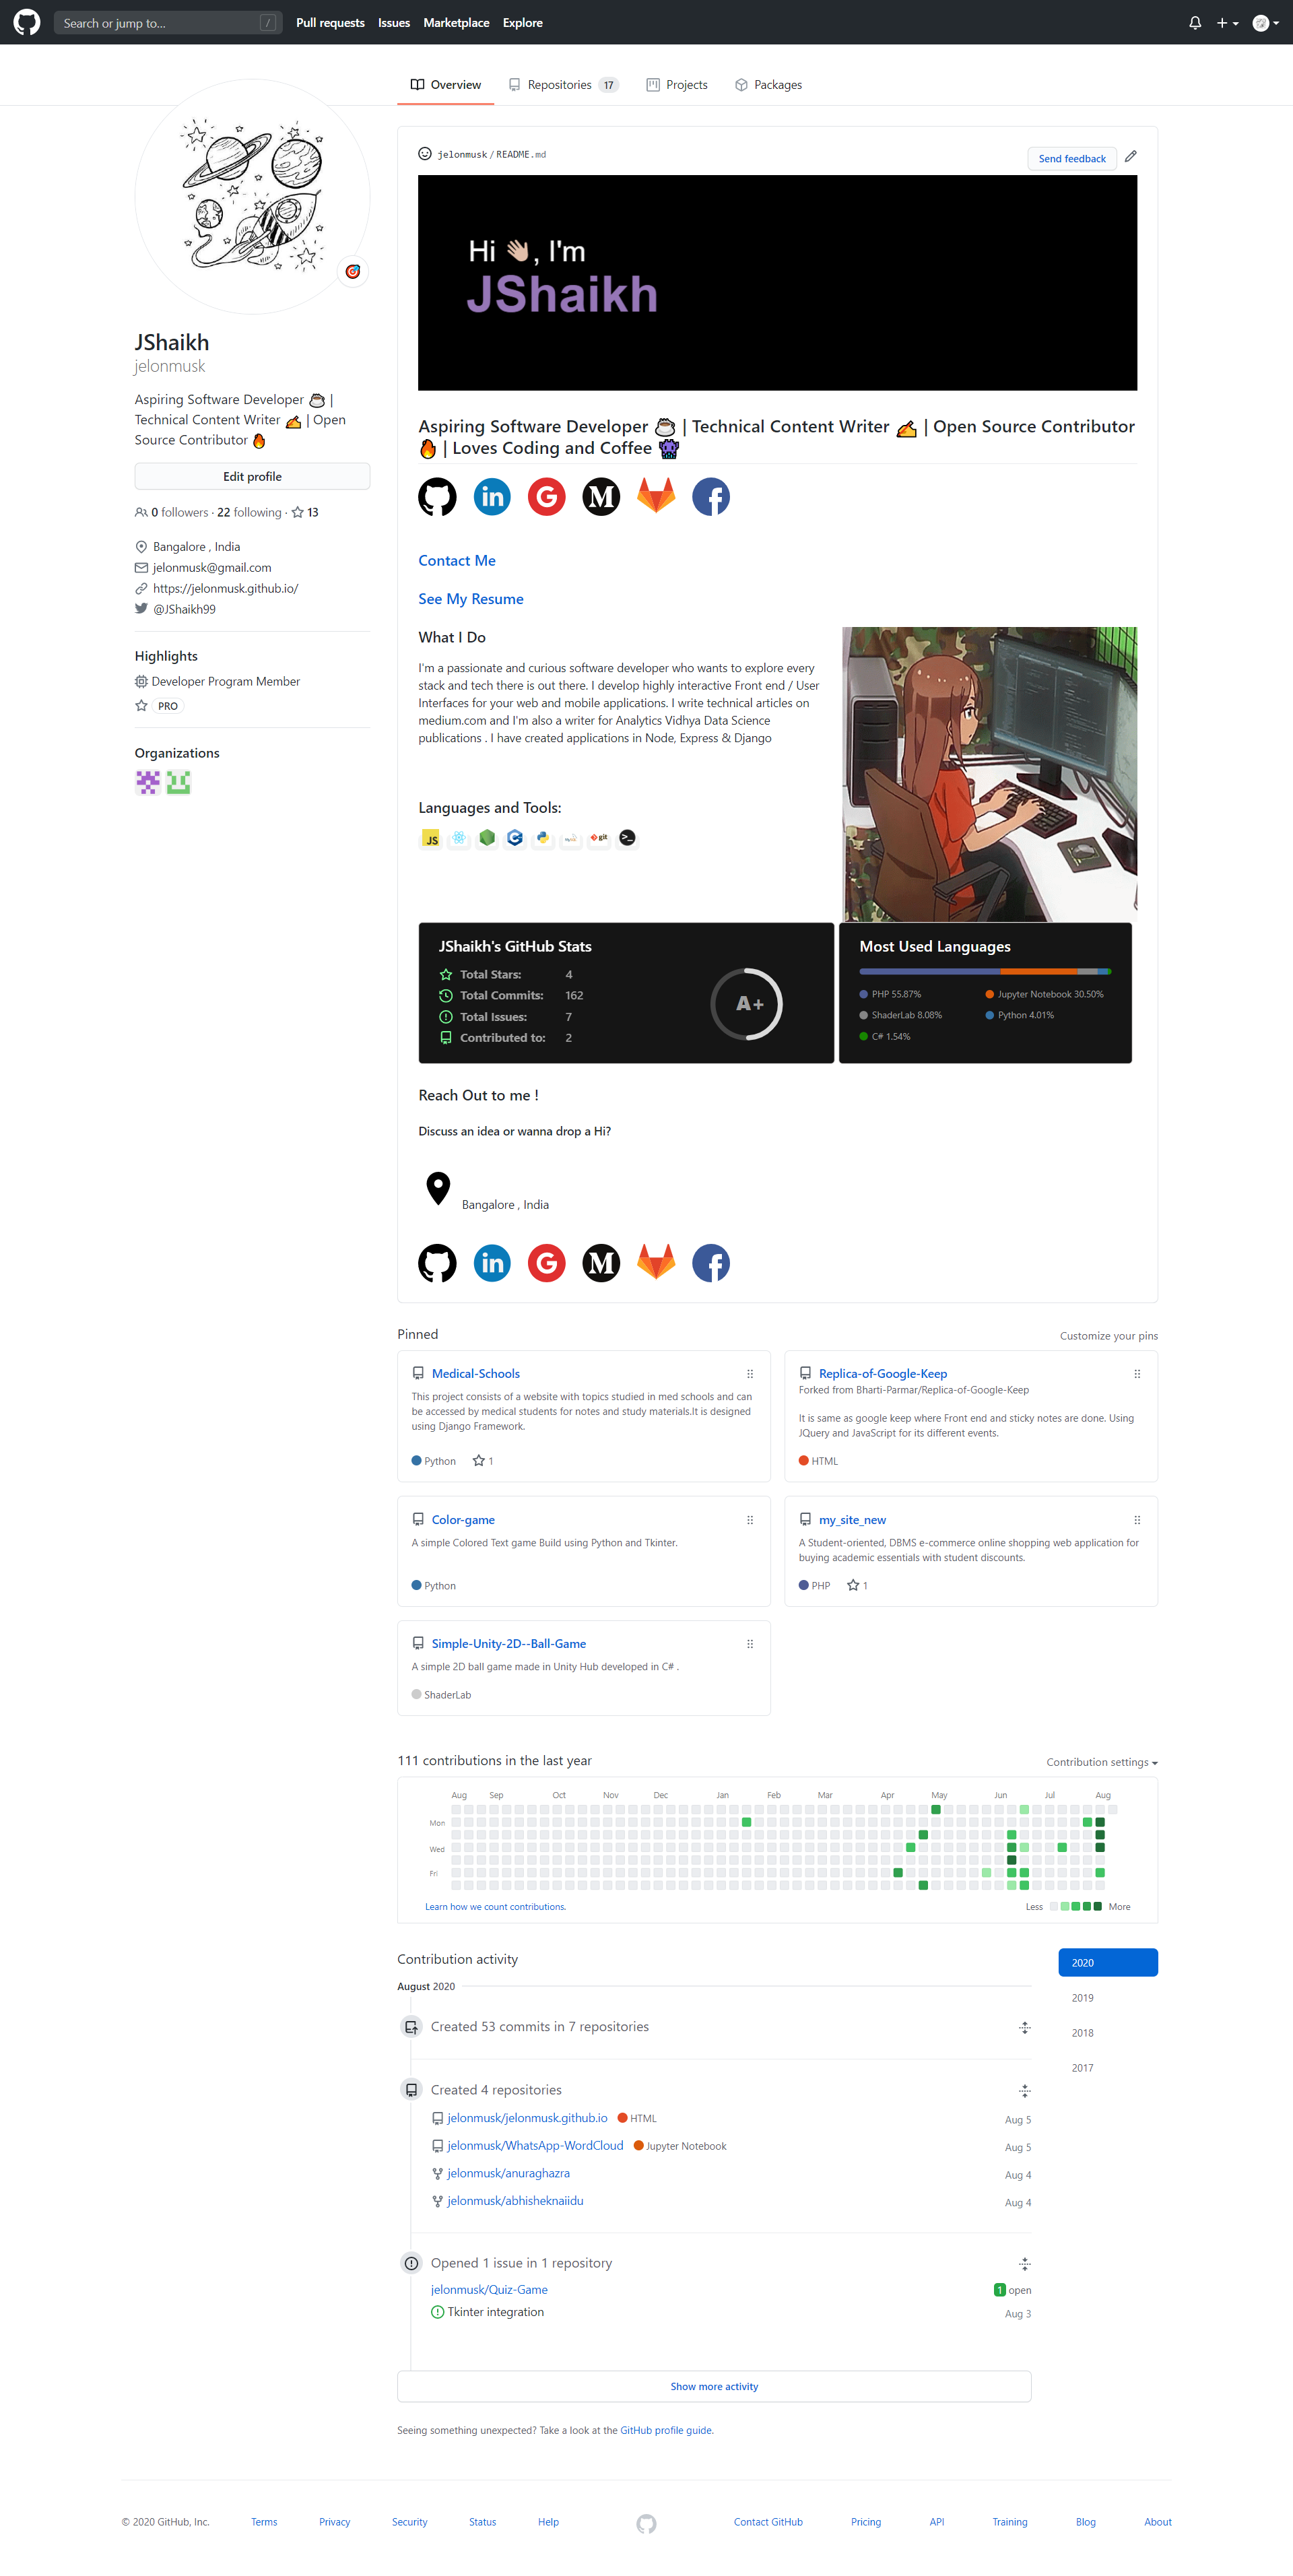 Search or jump to... /
Pull requests Issues Marketplace Explore
Overview Repositories 17 Projects Packages
JShaikh
jelonmusk
Aspiring Software Developer ☕ |
Technical Content Writer ✍ | Open
Source Contributor 🔥
Edit profile
0 followers · 22 following · 13
Bangalore , India
jelonmusk@gmail.com
https://jelonmusk.github.io/
@JShaikh99
Highlights
Developer Program Member
PRO
Organizations
jelonmusk / README.md
Send feedback
Hi 👋, I'm
JShaikh
Aspiring Software Developer ☕ | Technical Content Writer ✍ | Open Source Contributor
🔥 | Loves Coding and Coffee 👾
in G M f
Contact Me
See My Resume
What I Do
I'm a passionate and curious software developer who wants to explore every
stack and tech there is out there. I develop highly interactive Front end / User
Interfaces for your web and mobile applications. I write technical articles on
medium.com and I'm also a writer for Analytics Vidhya Data Science
publications . I have created applications in Node, Express & Django
Languages and Tools:
JS
git
JShaikh's GitHub Stats
Total Stars: 4
Total Commits: 162
Total Issues: 7
Contributed to: 2
A+
Most Used Languages
PHP 55.87% Jupyter Notebook 30.50%
ShaderLab 8.08% Python 4.01%
C# 1.54%
Reach Out to me !
Discuss an idea or wanna drop a Hi?
Bangalore , India
in G M f
Pinned
Customize your pins
Medical-Schools
This project consists of a website with topics studied in med schools and can
be accessed by medical students for notes and study materials.It is designed
using Django Framework.
Python 1
Replica-of-Google-Keep
Forked from Bharti-Parmar/Replica-of-Google-Keep
It is same as google keep where Front end and sticky notes are done. Using
JQuery and JavaScript for its different events.
HTML
Color-game
A simple Colored Text game Build using Python and Tkinter.
Python
my_site_new
A Student-oriented, DBMS e-commerce online shopping web application for
buying academic essentials with student discounts.
PHP 1
Simple-Unity-2D--Ball-Game
A simple 2D ball game made in Unity Hub developed in C# .
ShaderLab
111 contributions in the last year
Contribution settings
Aug Sep Oct Nov Dec Jan Feb Mar Apr May Jun Jul Aug
Mon
Wed
Fri
Learn how we count contributions.
Less More
Contribution activity
2020
2019
2018
2017
August 2020
Created 53 commits in 7 repositories
Created 4 repositories
jelonmusk/jelonmusk.github.io HTML Aug 5
jelonmusk/WhatsApp-WordCloud Jupyter Notebook Aug 5
jelonmusk/anuraghazra Aug 4
jelonmusk/abhisheknaiidu Aug 4
Opened 1 issue in 1 repository
jelonmusk/Quiz-Game 1 open
Tkinter integration Aug 3
Show more activity
Seeing something unexpected? Take a look at the GitHub profile guide.
© 2020 GitHub, Inc. Terms Privacy Security Status Help Contact GitHub Pricing API Training Blog About